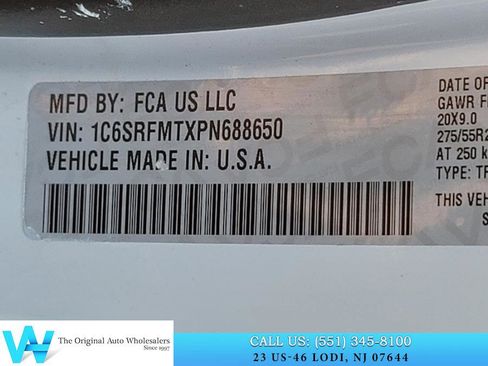 MFD BY: FCA US LLC
VIN: 1C6SRFMTXPN688650
VEHICLE MADE IN: U.S.A.
DATE OF
GAWR F
20X9.0
275/55R2
AT 250 k
TYPE: TR
THIS VEH
S
The Original Auto Wholesalers
Since 1997
CALL US: (551) 345-8100
23 US-46 LODI, NJ 07644